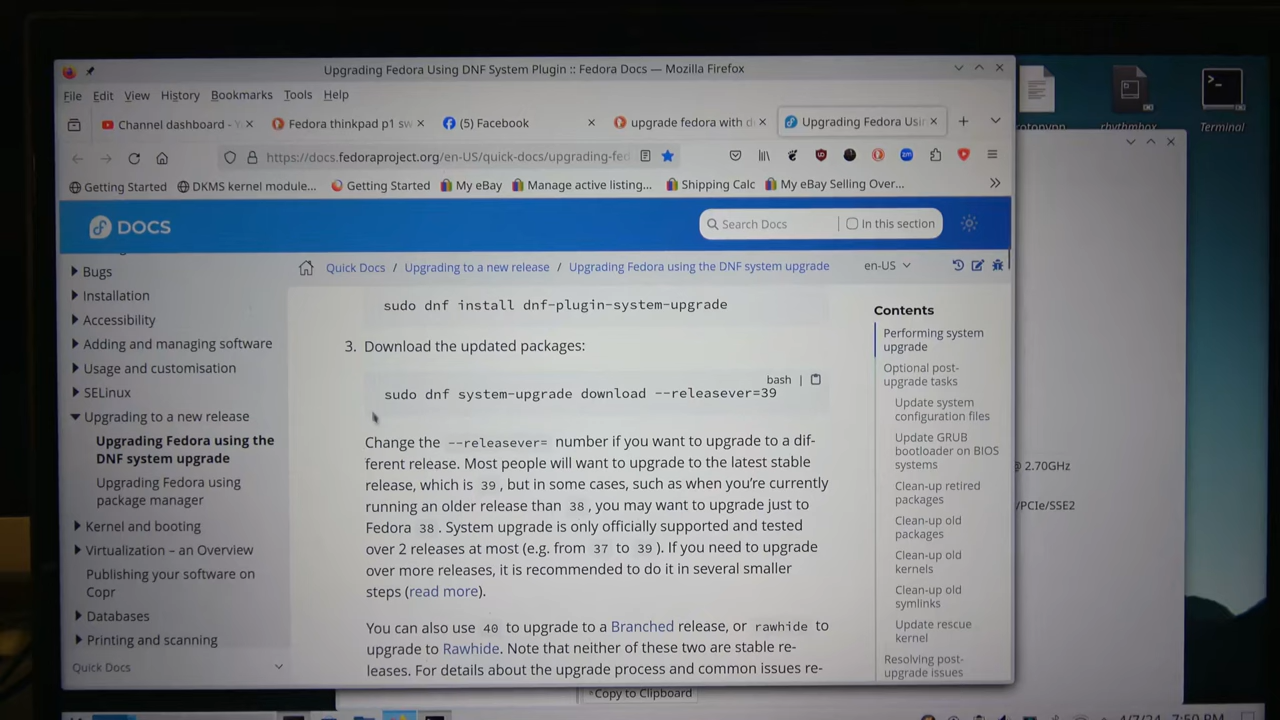 Upgrading Fedora Using DNF System Plugin :: Fedora Docs — Mozilla Firefox
File Edit View History Bookmarks Tools Help
Channel dashboard - Y
Fedora thinkpad p1 sw
(5) Facebook
upgrade fedora with d
Upgrading Fedora Usin
https://docs.fedoraproject.org/en-US/quick-docs/upgrading-fed
Getting Started
DKMS kernel module...
Getting Started
My eBay
Manage active listing...
Shipping Calc
My eBay Selling Over...
rhythmbox
Terminal
DOCS
Search Docs
In this section
Quick Docs / Upgrading to a new release / Upgrading Fedora using the DNF system upgrade
en-US
Bugs
Installation
Accessibility
Adding and managing software
Usage and customisation
SELinux
Upgrading to a new release
Upgrading Fedora using the
DNF system upgrade
Upgrading Fedora using
package manager
Kernel and booting
Virtualization – an Overview
Publishing your software on
Copr
Databases
Printing and scanning
Quick Docs
sudo dnf install dnf-plugin-system-upgrade
3. Download the updated packages:
bash |
sudo dnf system-upgrade download --releasever=39
Change the --releasever= number if you want to upgrade to a dif-
ferent release. Most people will want to upgrade to the latest stable
release, which is 39, but in some cases, such as when you're currently
running an older release than 38, you may want to upgrade just to
Fedora 38. System upgrade is only officially supported and tested
over 2 releases at most (e.g. from 37 to 39). If you need to upgrade
over more releases, it is recommended to do it in several smaller
steps (read more).
You can also use 40 to upgrade to a Branched release, or rawhide to
upgrade to Rawhide. Note that neither of these two are stable re-
leases. For details about the upgrade process and common issues re-
Contents
Performing system
upgrade
Optional post-
upgrade tasks
Update system
configuration files
Update GRUB
bootloader on BIOS
systems
Clean-up retired
packages
Clean-up old
packages
Clean-up old
kernels
Clean-up old
symlinks
Update rescue
kernel
Resolving post-
upgrade issues
@ 2.70GHz
/PCIe/SSE2
Copy to Clipboard
4/7/24 7:50 PM